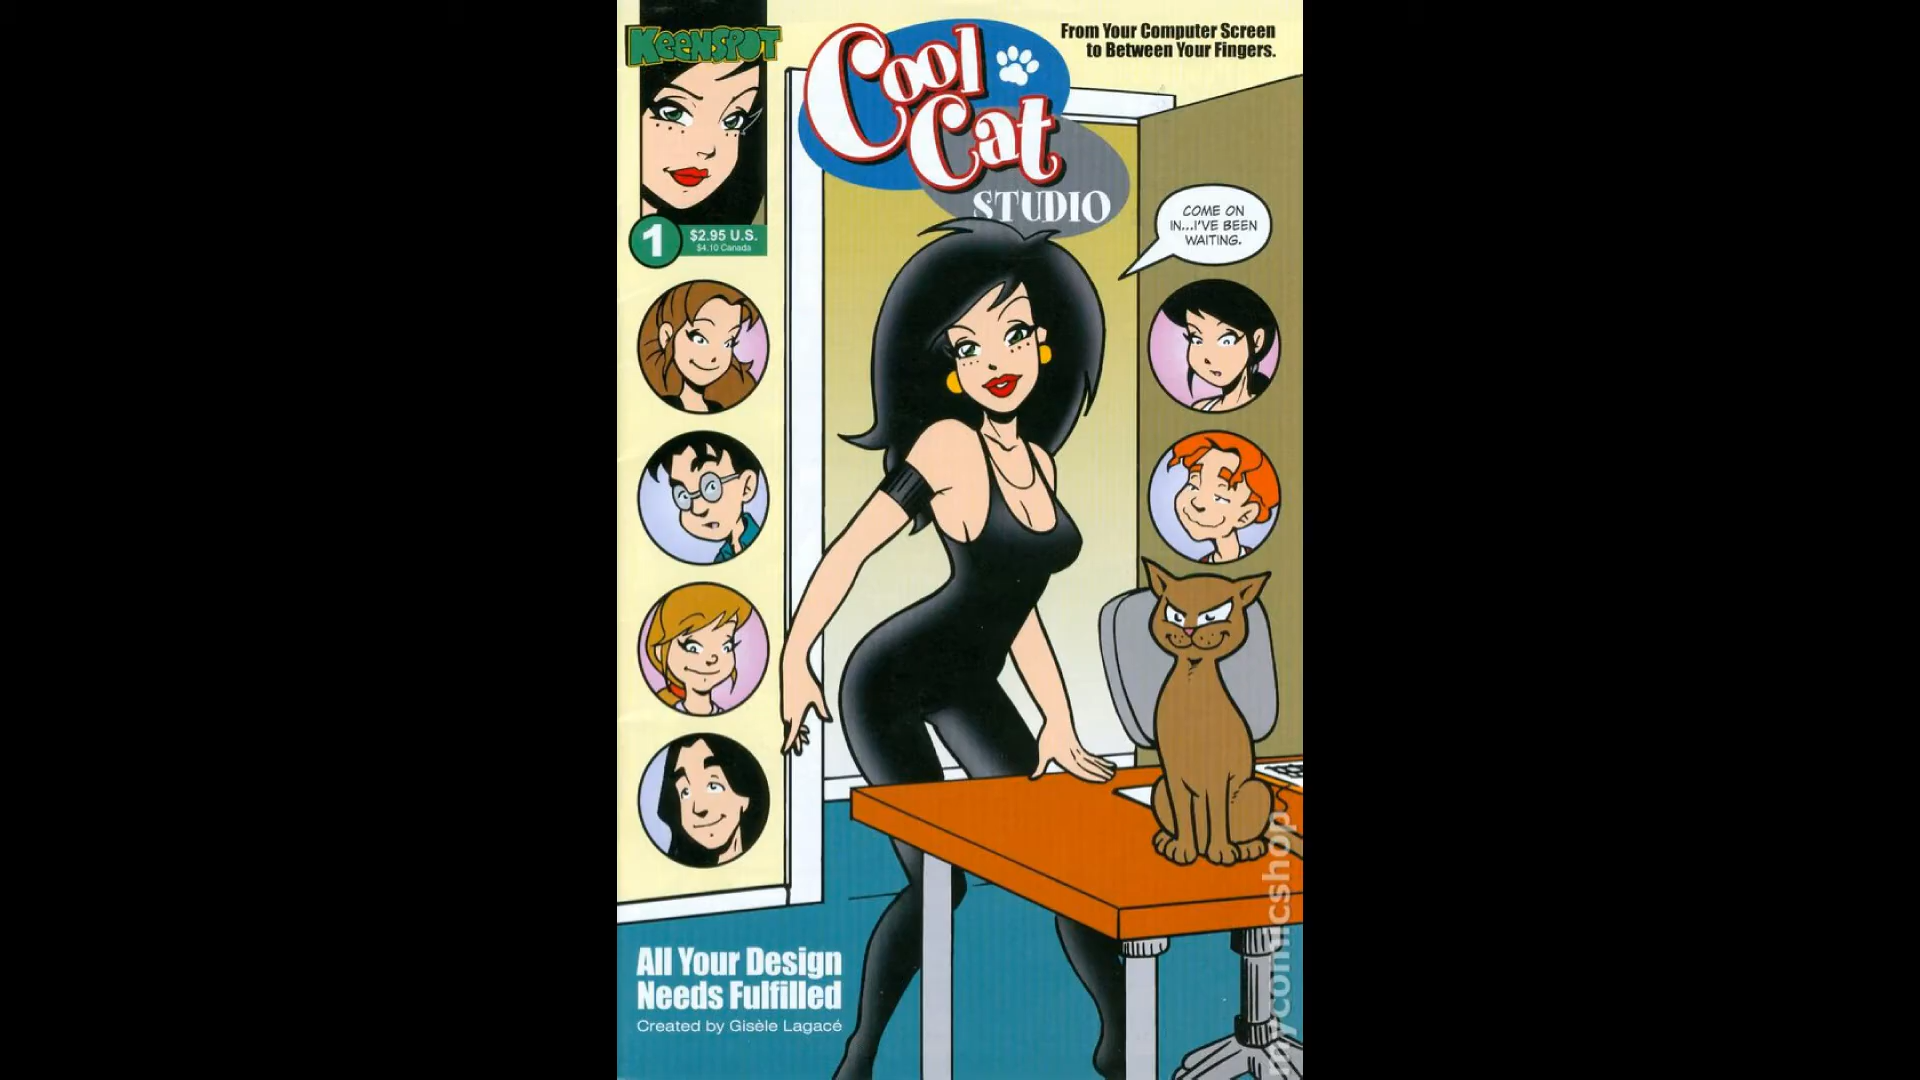 KEENSPOT
Cool
Cat
STUDIO
From Your Computer Screen
to Between Your Fingers.
1
$2.95 U.S.
$4.10 Canada
COME ON
IN...I'VE BEEN
WAITING.
All Your Design
Needs Fulfilled
Created by Gisèle Lagacé
mycomicshop